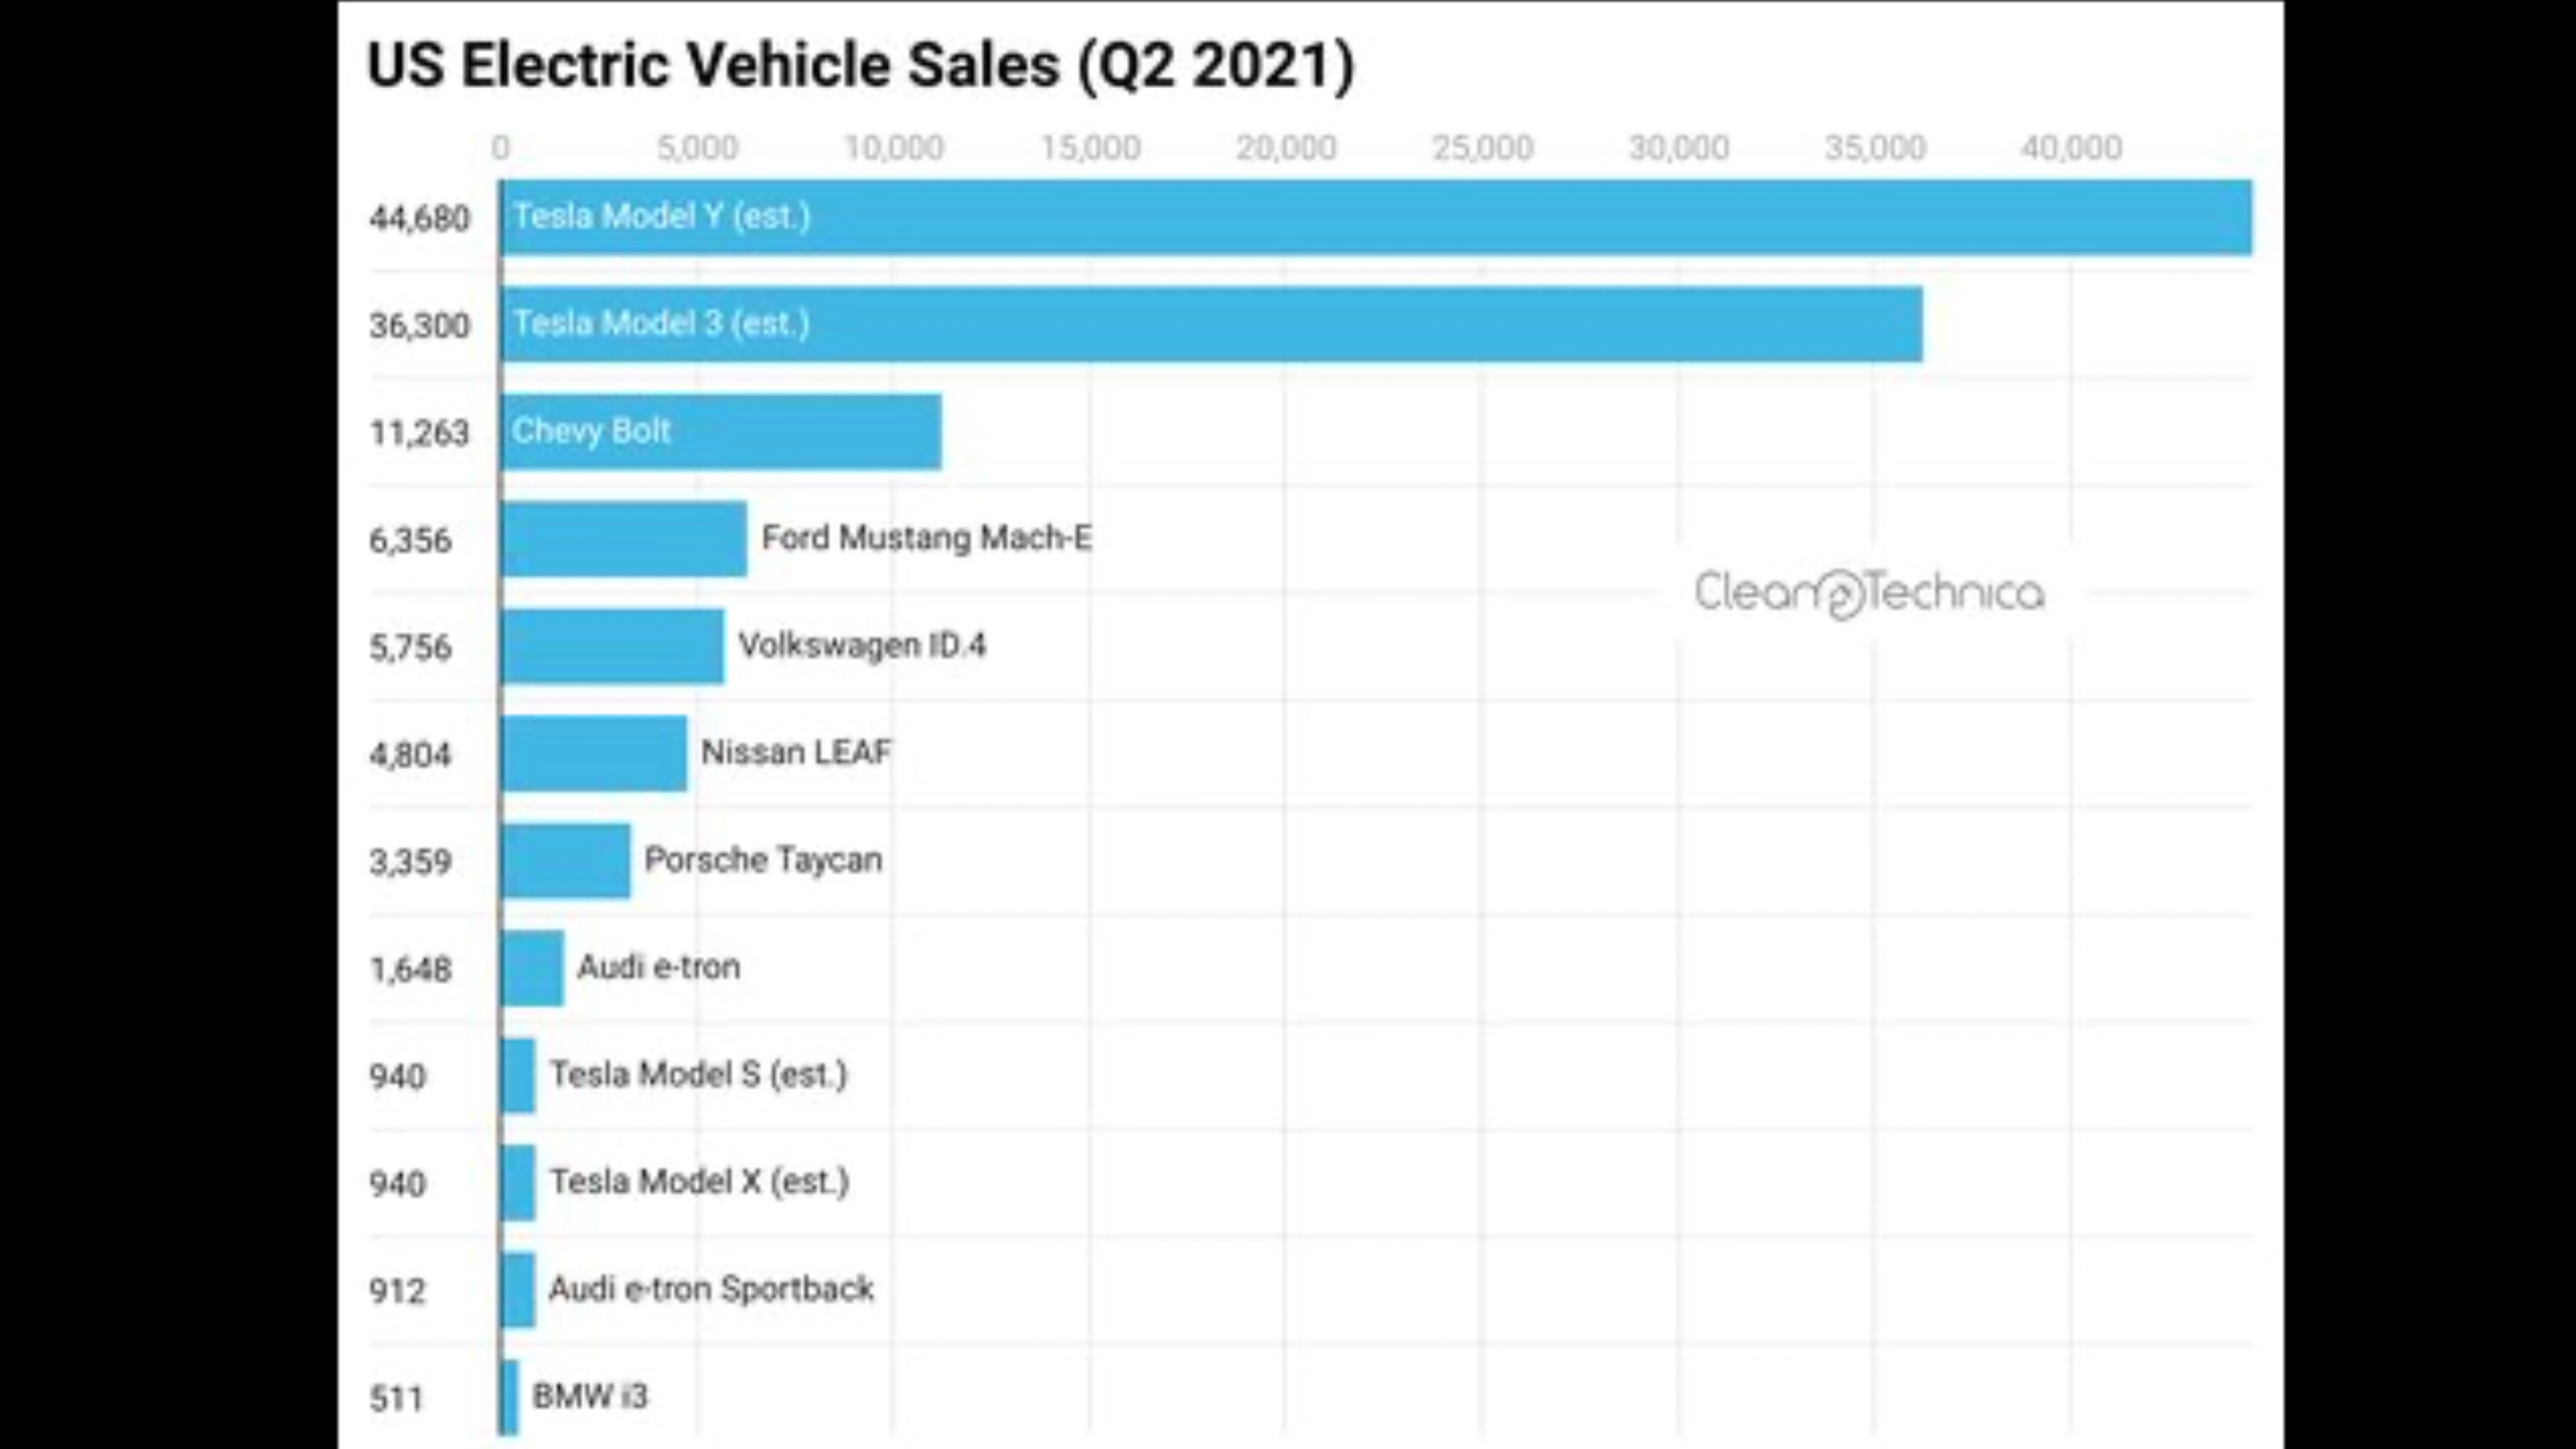 US Electric Vehicle Sales (Q2 2021)
0 5,000 10,000 15,000 20,000 25,000 30,000 35,000 40,000
44,680 Tesla Model Y (est.)
36,300 Tesla Model 3 (est.)
11,263 Chevy Bolt
6,356 Ford Mustang Mach-E
CleanTechnica
5,756 Volkswagen ID.4
4,804 Nissan LEAF
3,359 Porsche Taycan
1,648 Audi e-tron
940 Tesla Model S (est.)
940 Tesla Model X (est.)
912 Audi e-tron Sportback
511 BMW i3